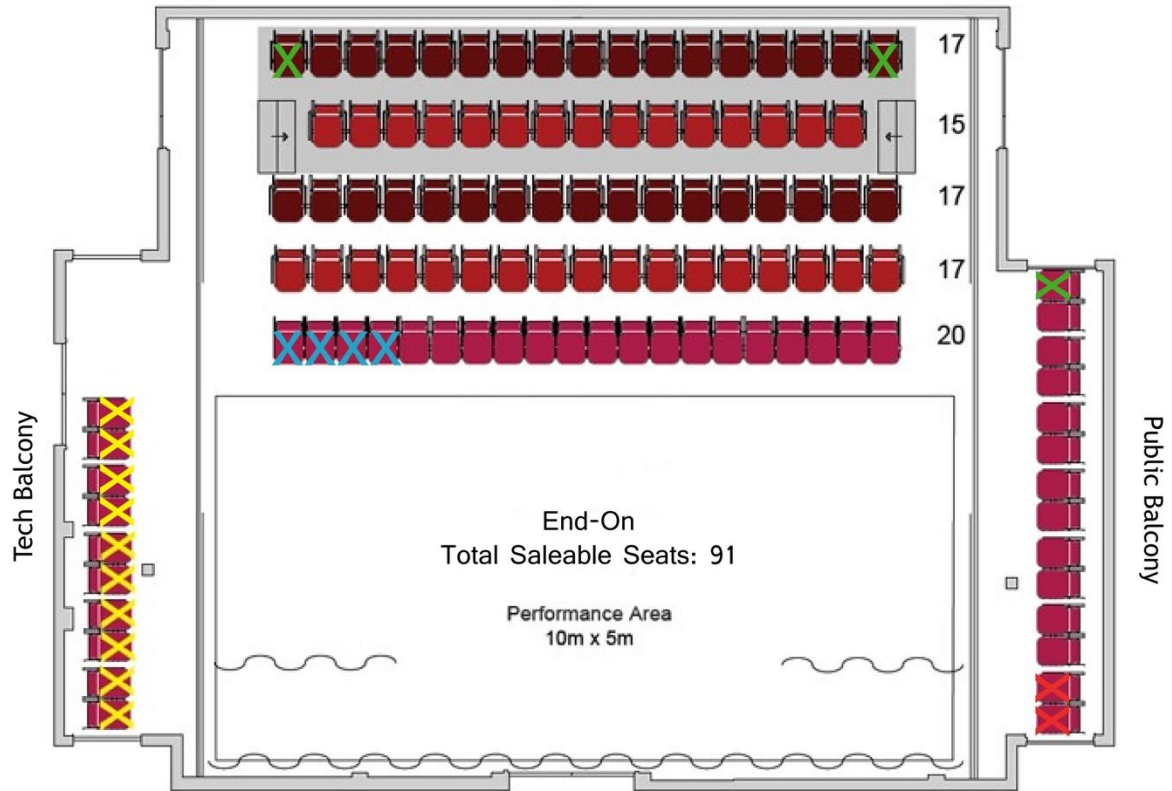 17
15
17
17
20
Tech Balcony
Public Balcony
End-On
Total Saleable Seats: 91
Performance Area
10m x 5m